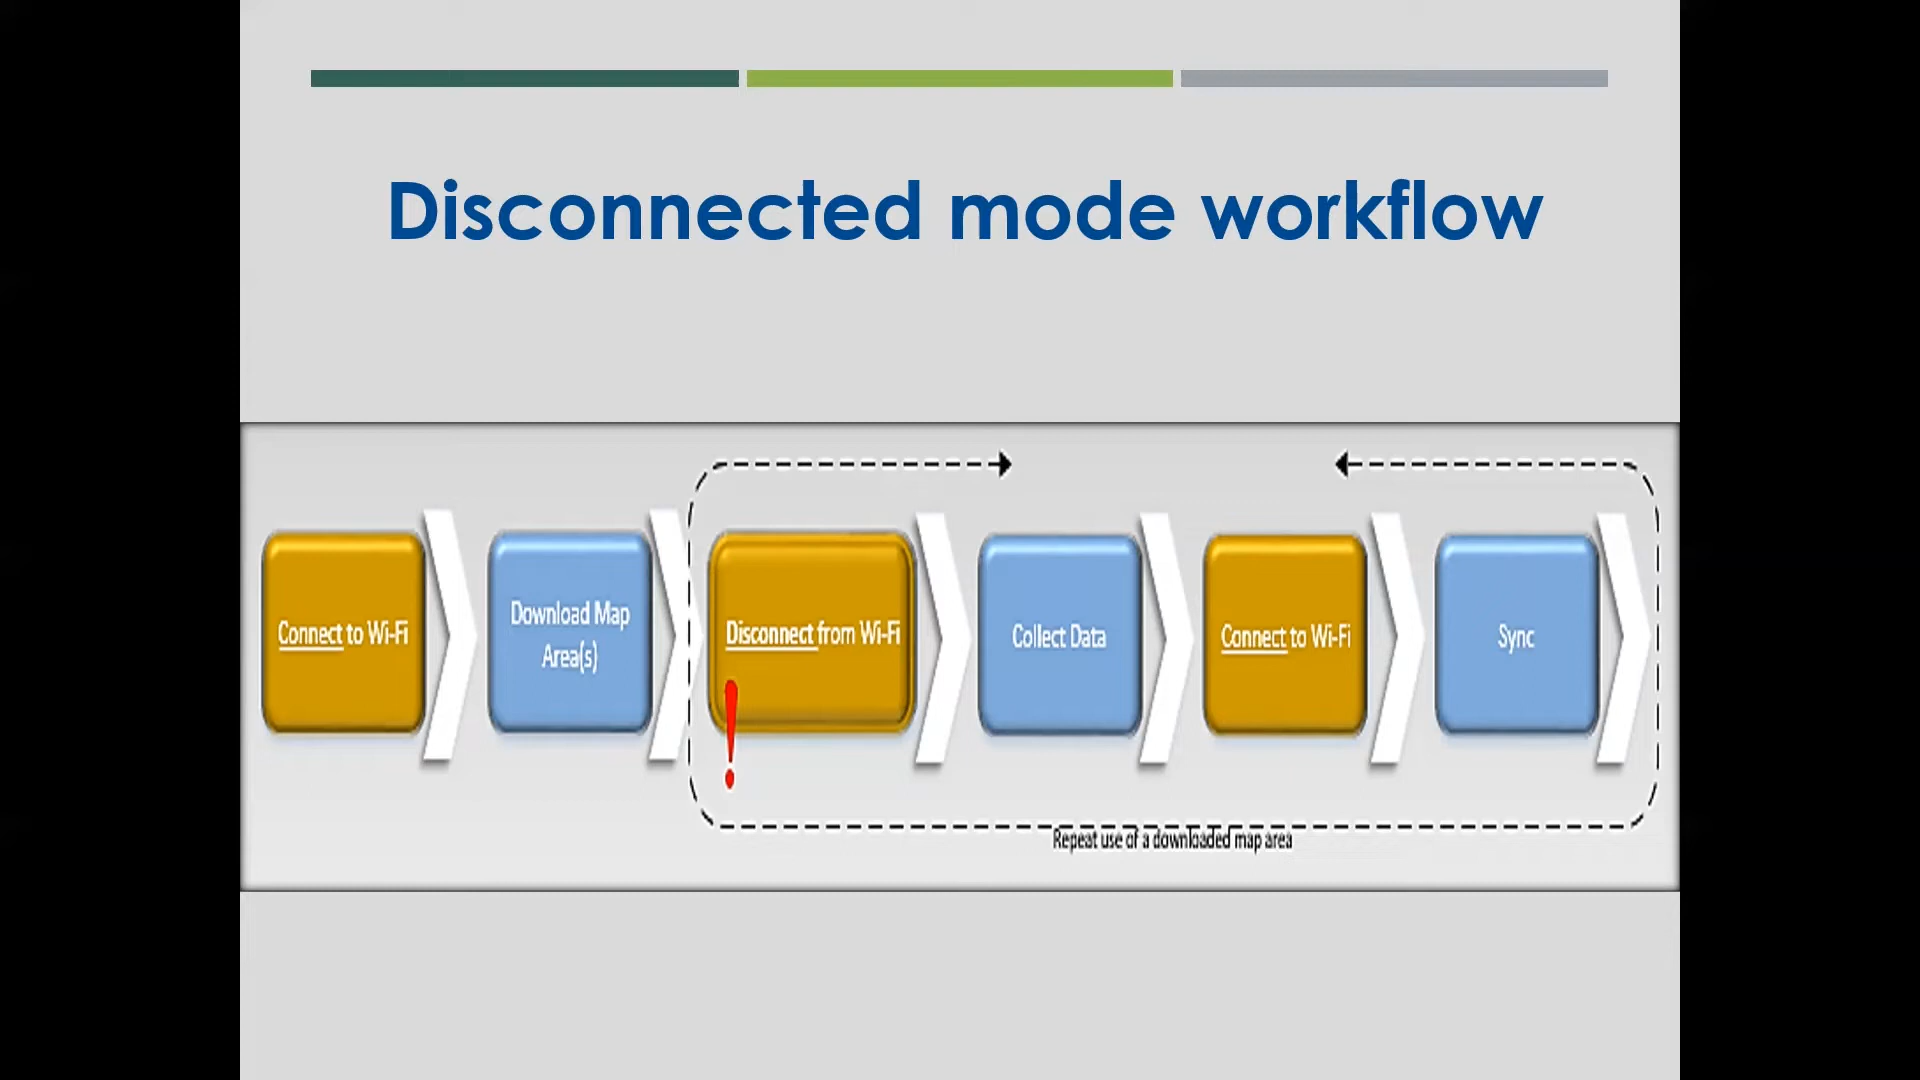 Disconnected mode workflow
Connect to Wi-Fi
Download Map
Area(s)
Disconnect from Wi-Fi
!
Collect Data
Connect to Wi-Fi
Sync
Repeat use of a downloaded map area